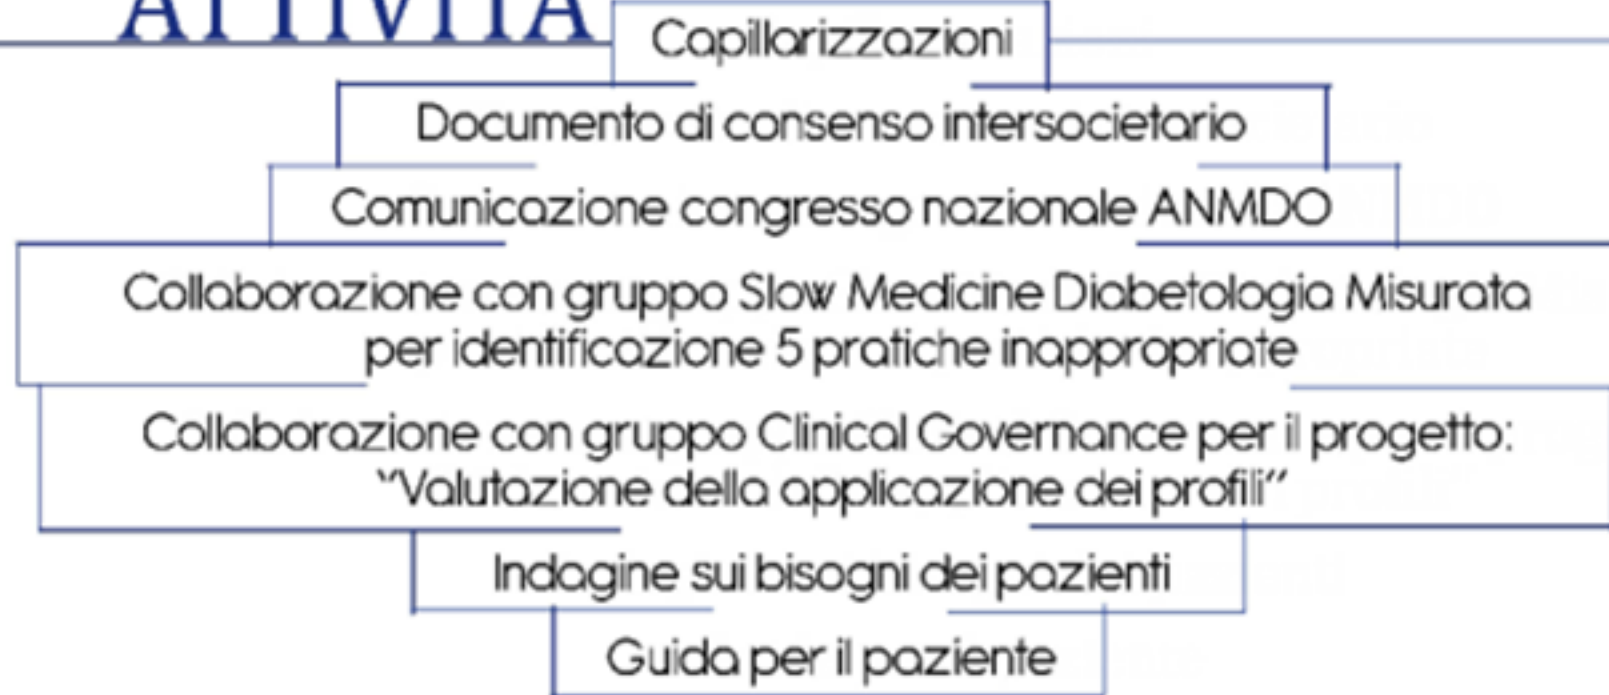 ATTIVITÀ
Capillarizzazioni
Documento di consenso intersocietario
Comunicazione congresso nazionale ANMDO
Collaborazione con gruppo Slow Medicine Diabetologia Misurata
per identificazione 5 pratiche inappropriate
Collaborazione con gruppo Clinical Governance per il progetto:
“Valutazione della applicazione dei profili”
Indagine sui bisogni dei pazienti
Guida per il paziente